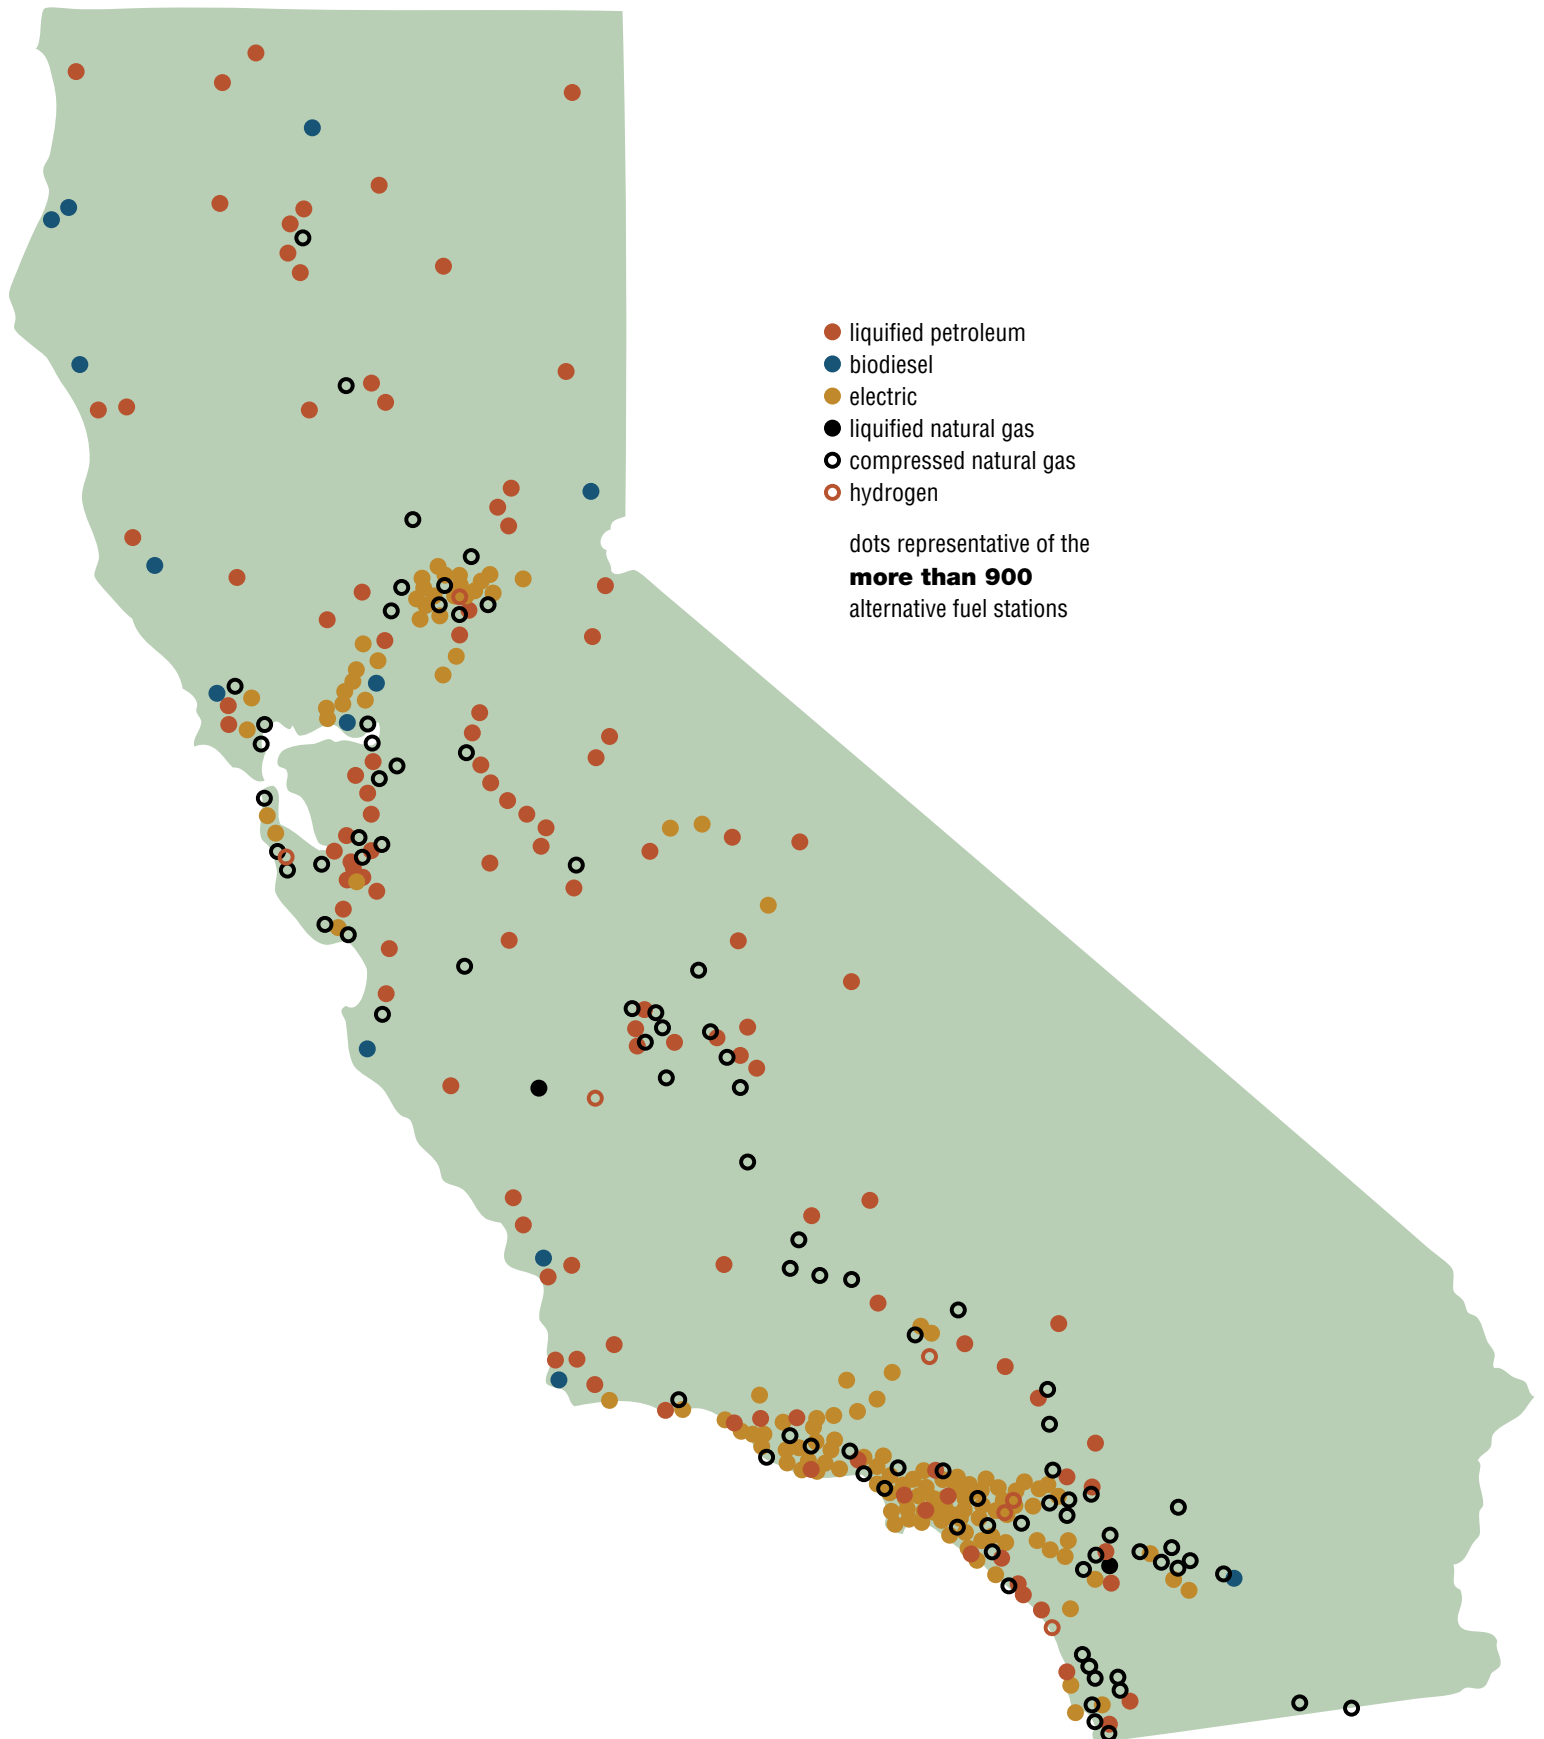 liquified petroleum
biodiesel
electric
liquified natural gas
compressed natural gas
hydrogen
dots representative of the
more than 900
alternative fuel stations